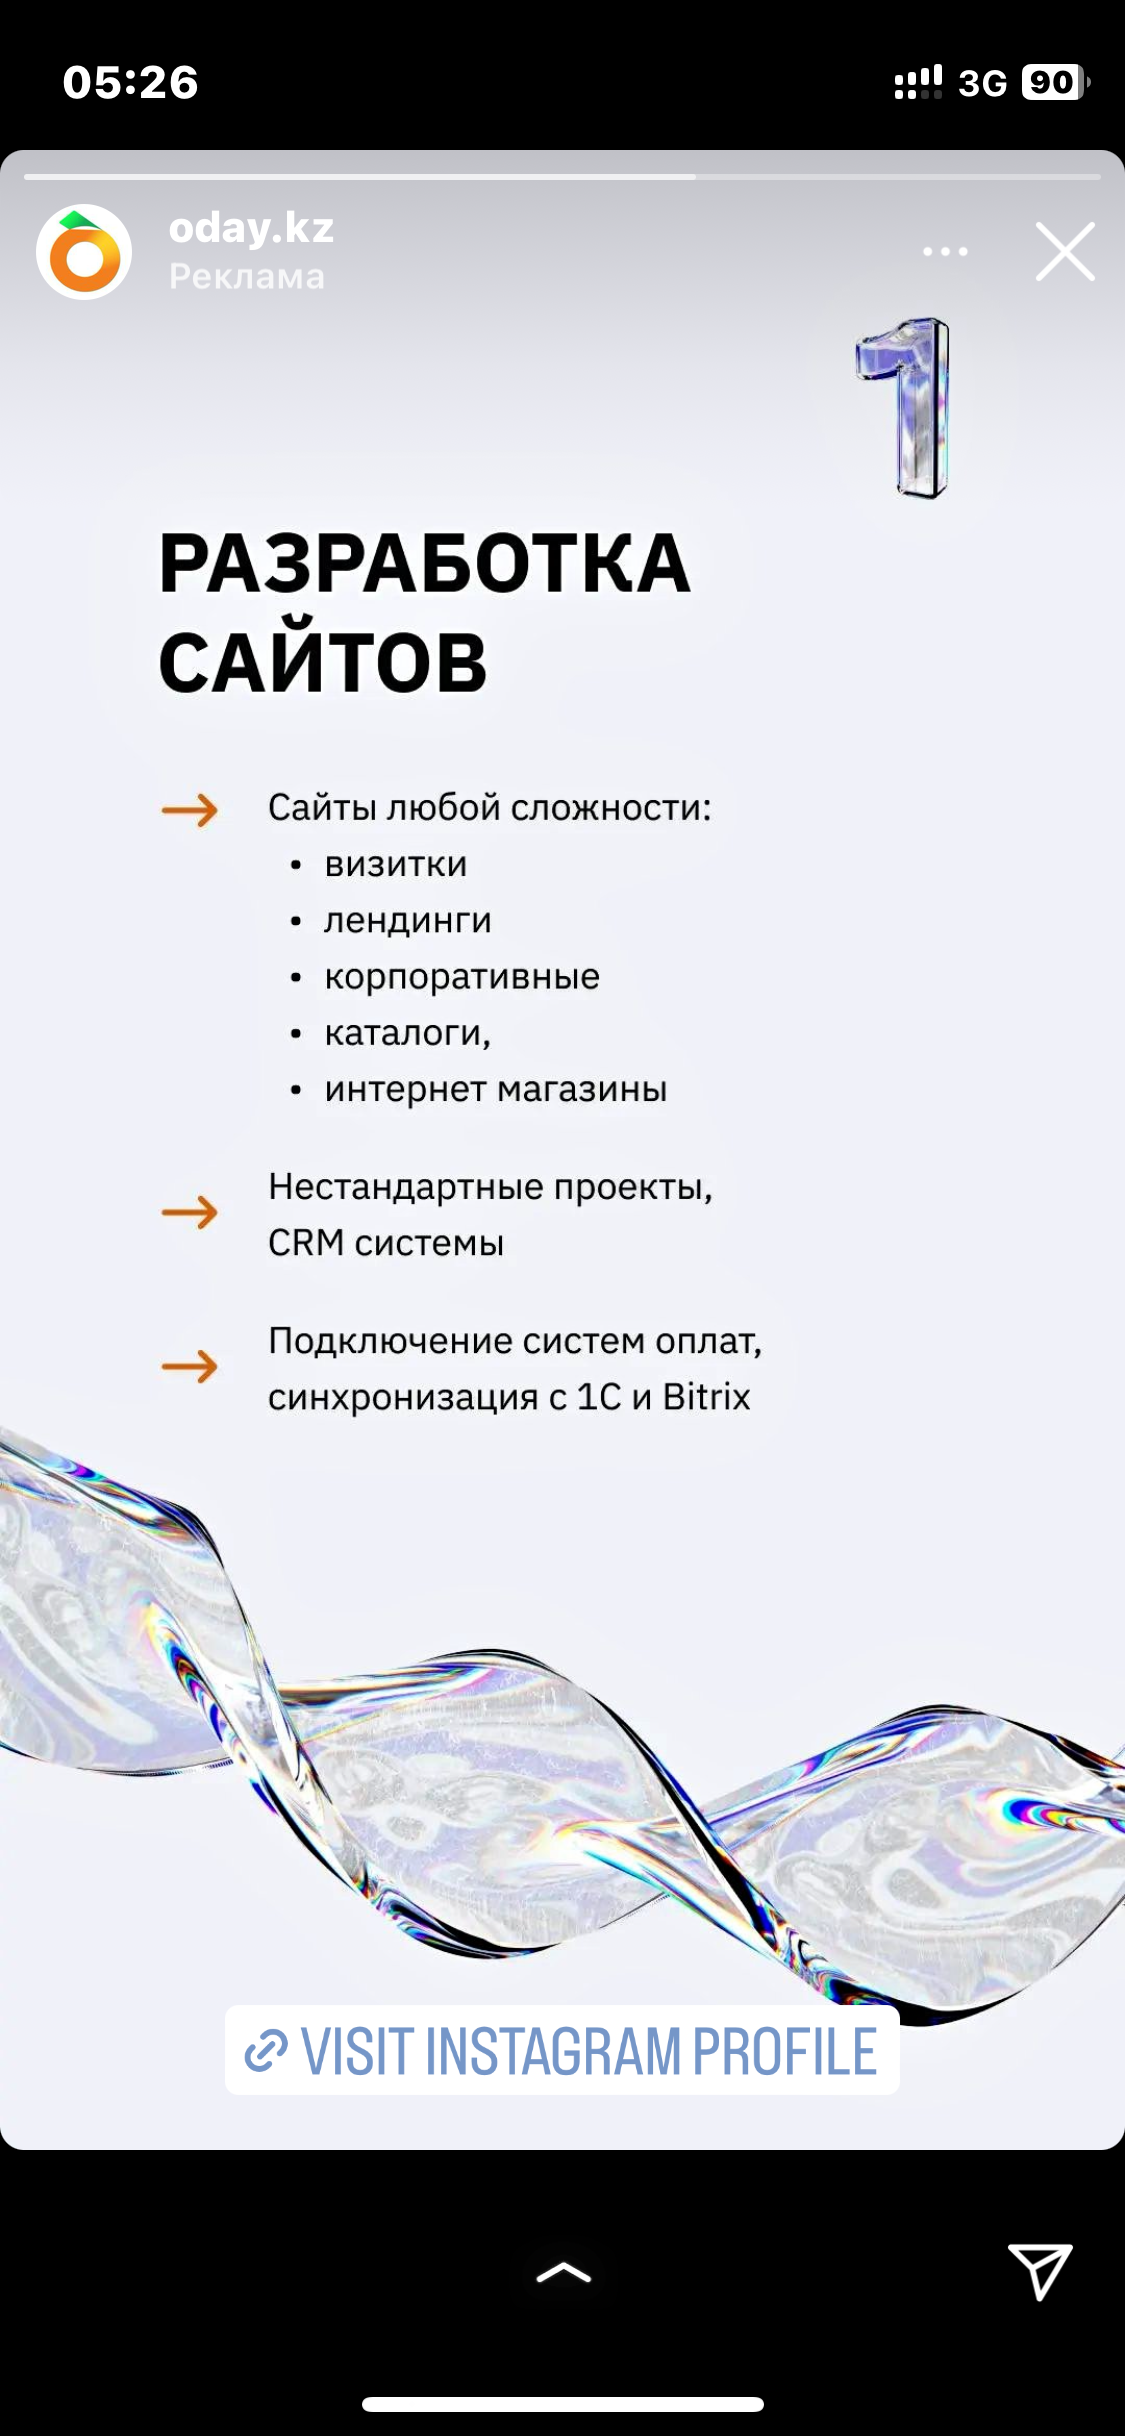 05:26
3G 90
oday.kz
Реклама
1
РАЗРАБОТКА
САЙТОВ
→ Сайты любой сложности:
• визитки
• лендинги
• корпоративные
• каталоги,
• интернет магазины
→ Нестандартные проекты,
CRM системы
→ Подключение систем оплат,
синхронизация с 1С и Bitrix
VISIT INSTAGRAM PROFILE